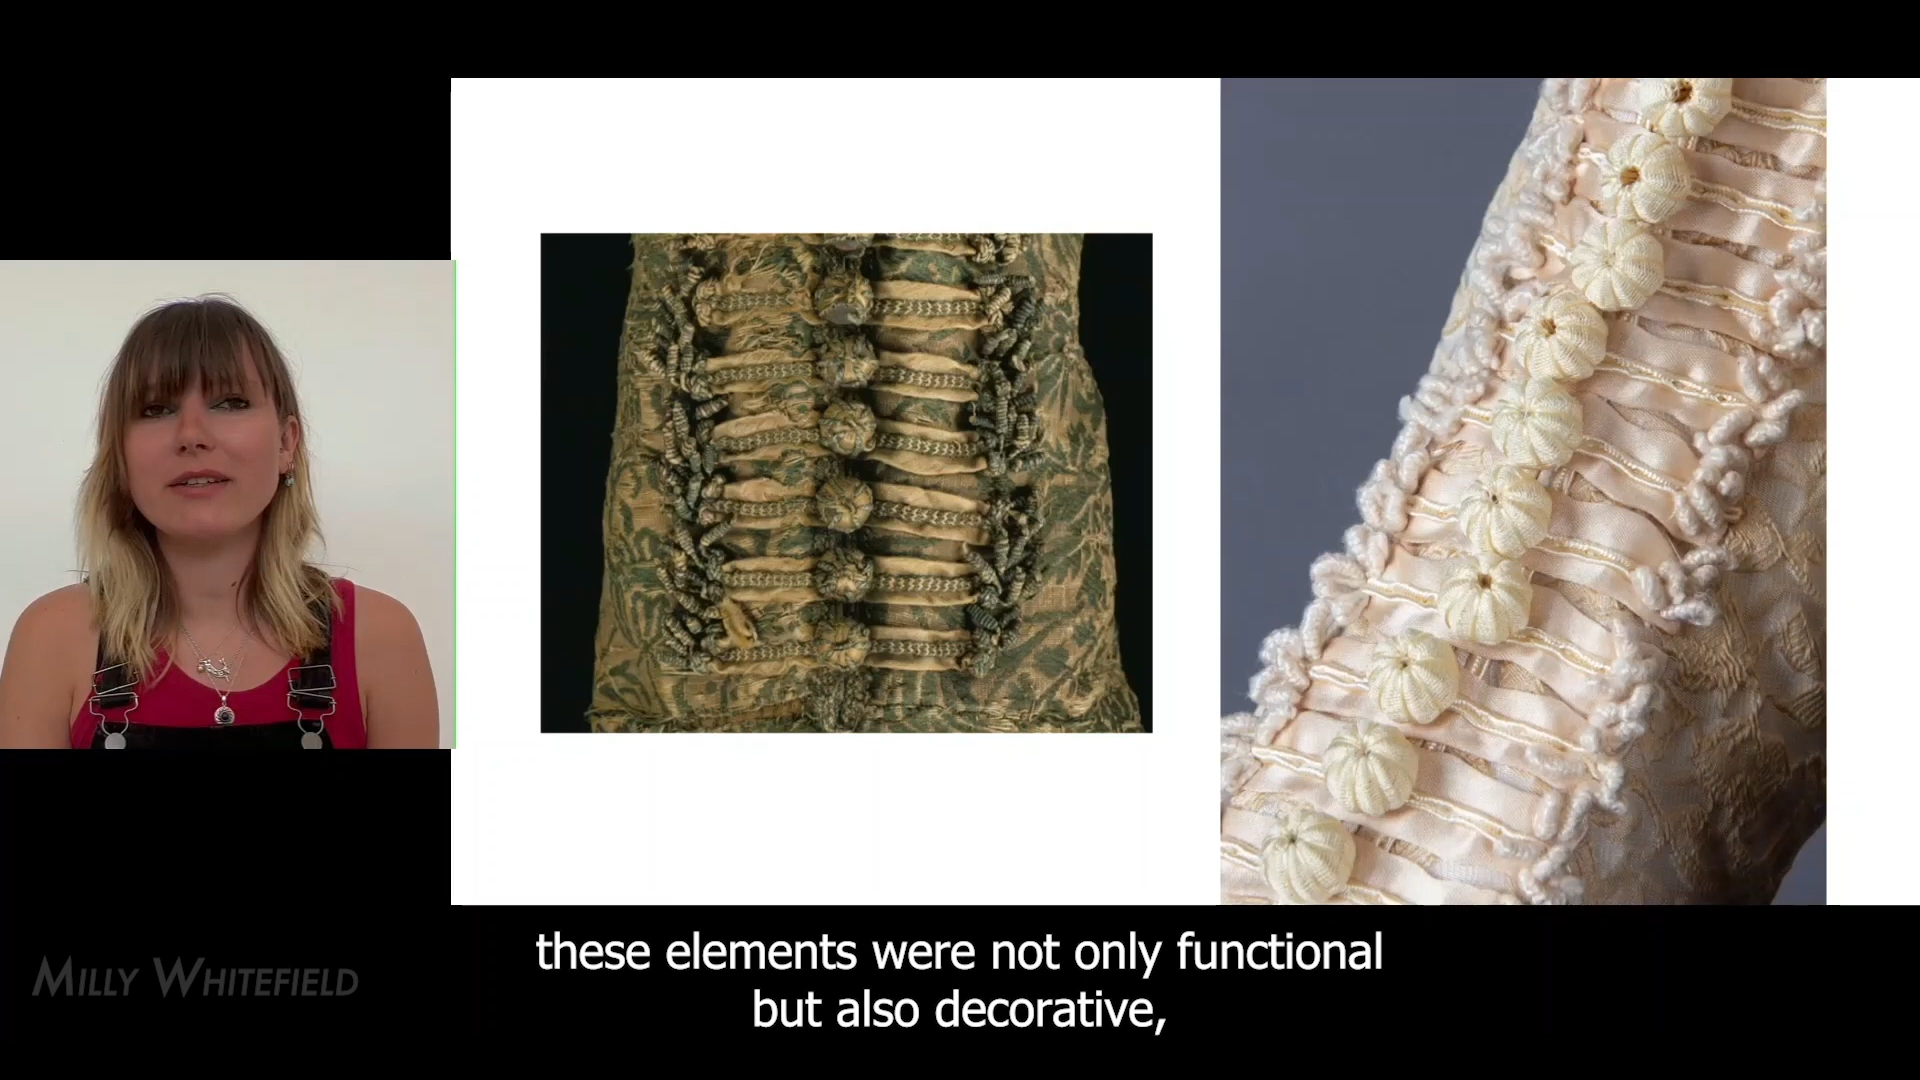 MILLY WHITEFIELD
these elements were not only functional
but also decorative,